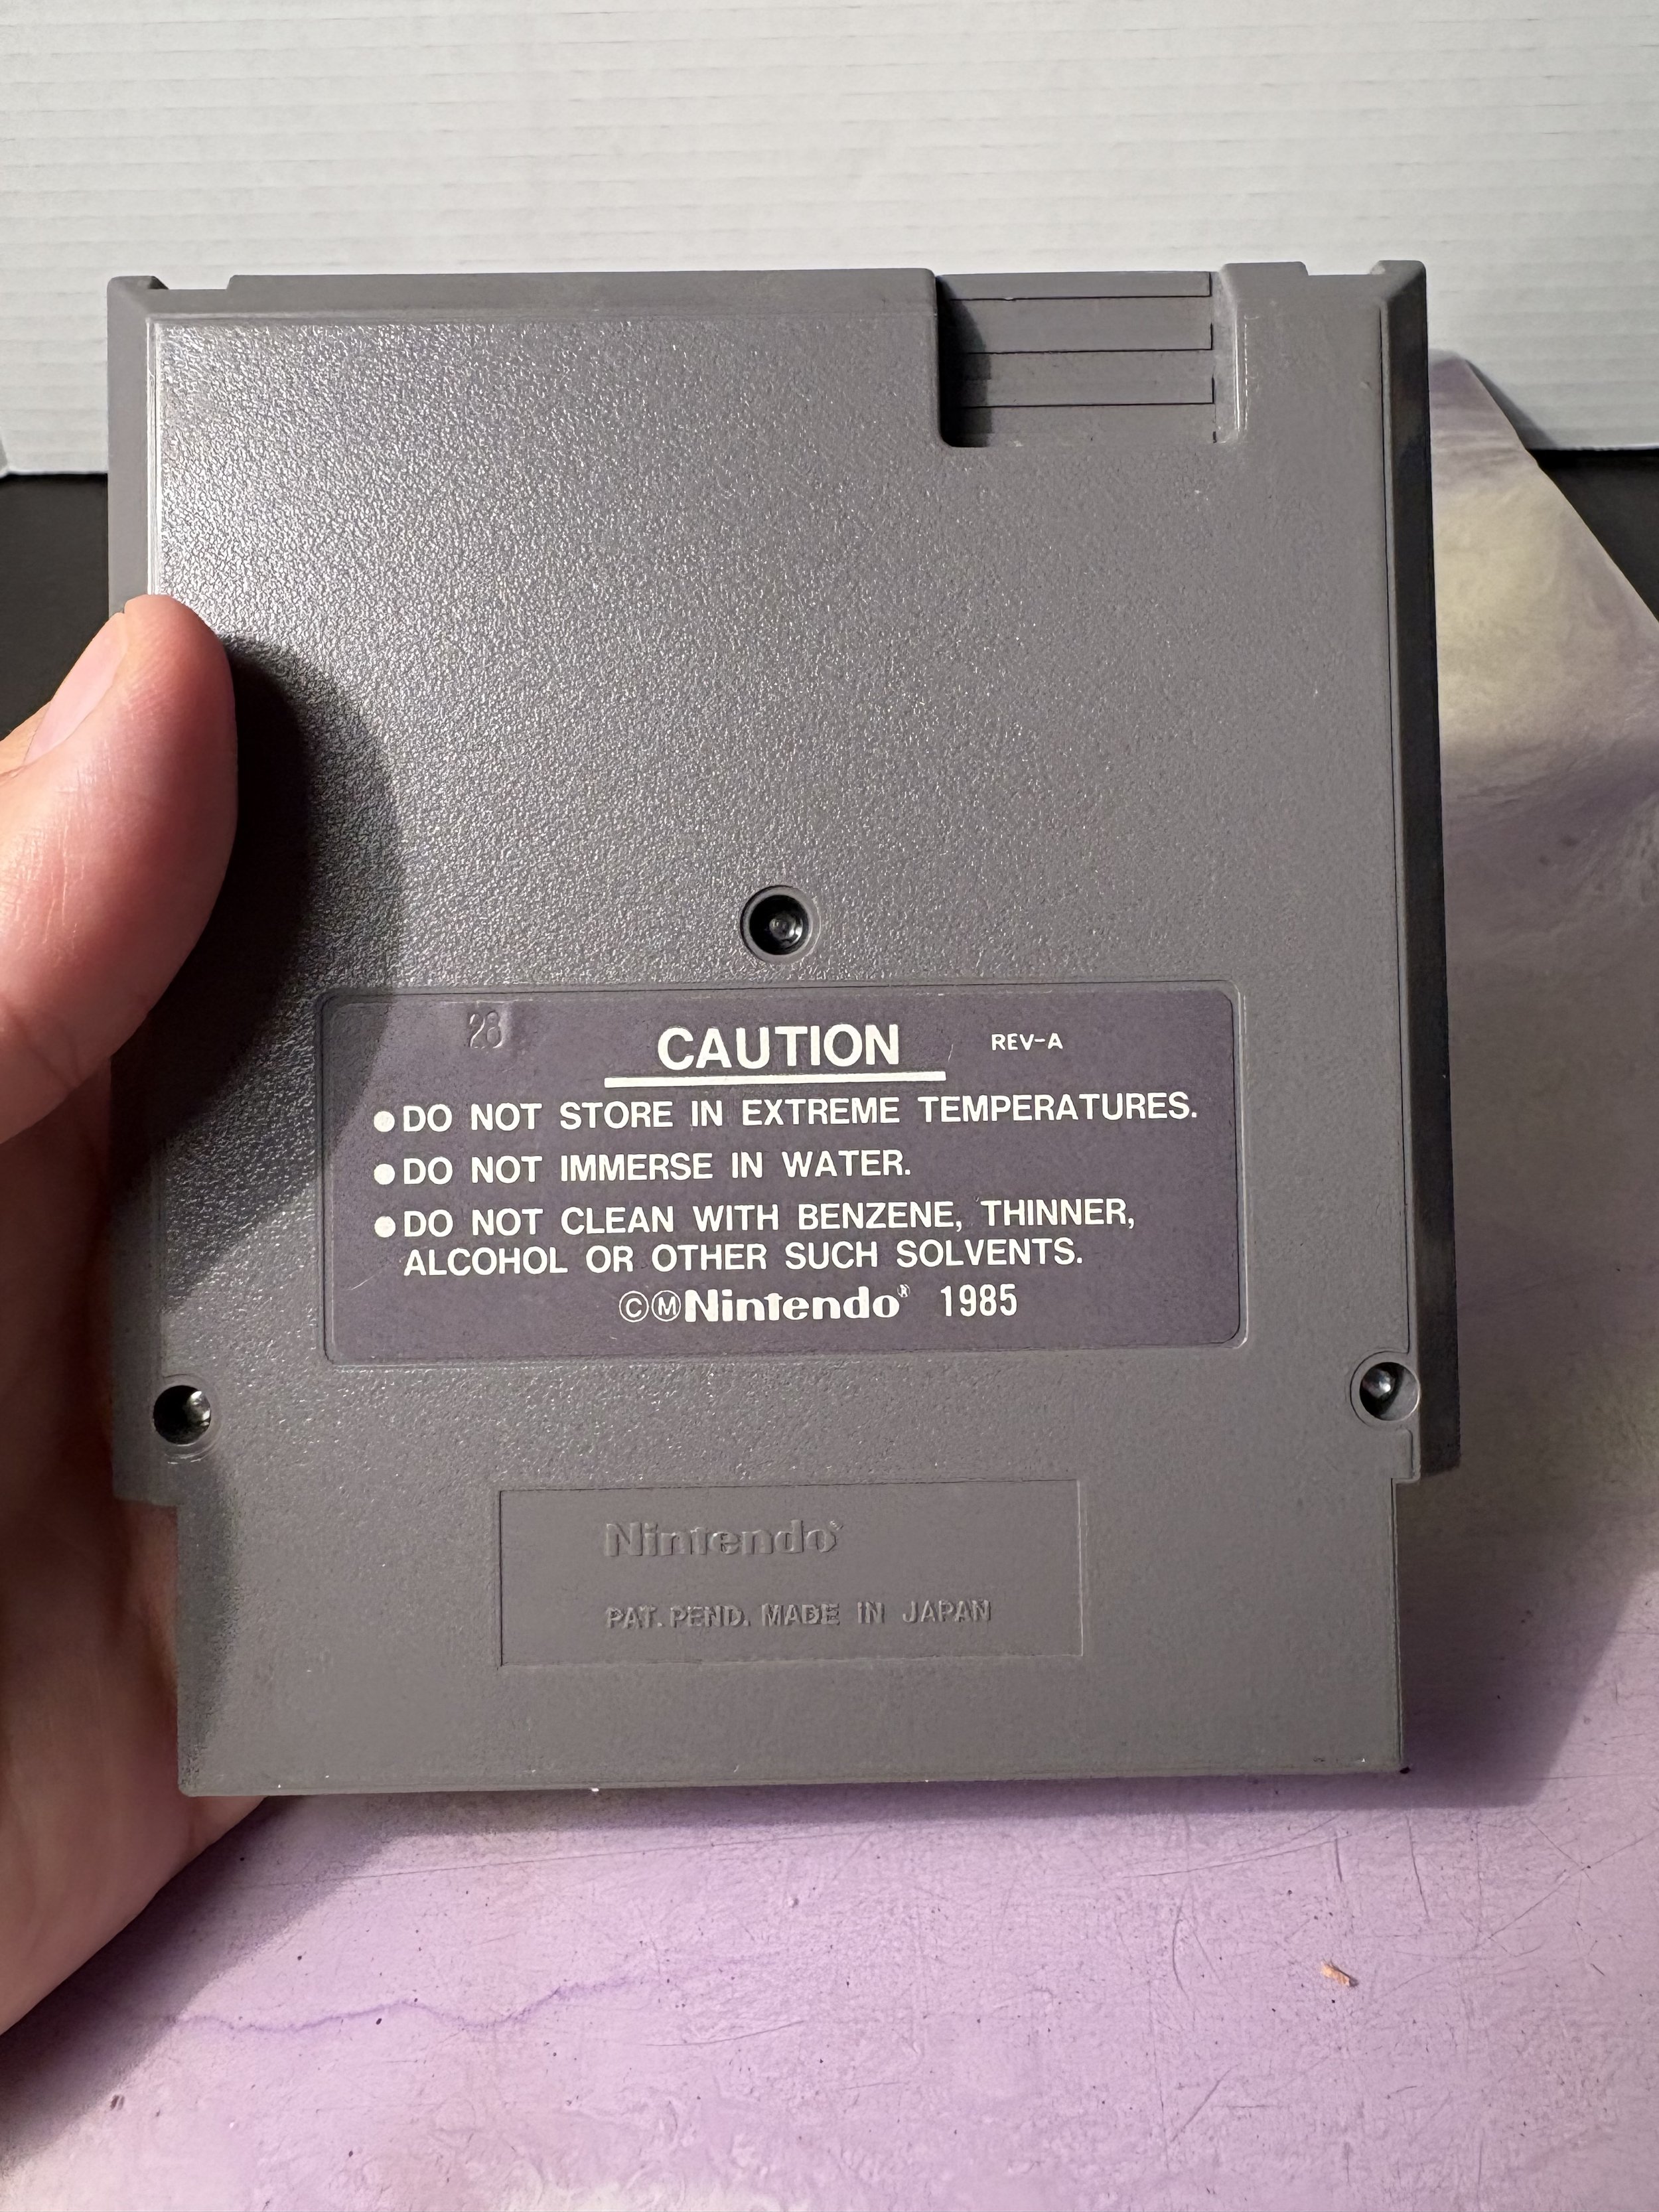 28
CAUTION REV-A
●DO NOT STORE IN EXTREME TEMPERATURES.
●DO NOT IMMERSE IN WATER.
●DO NOT CLEAN WITH BENZENE, THINNER,
ALCOHOL OR OTHER SUCH SOLVENTS.
ⒸⓂNintendo® 1985
Nintendo®
PAT. PEND. MADE IN JAPAN